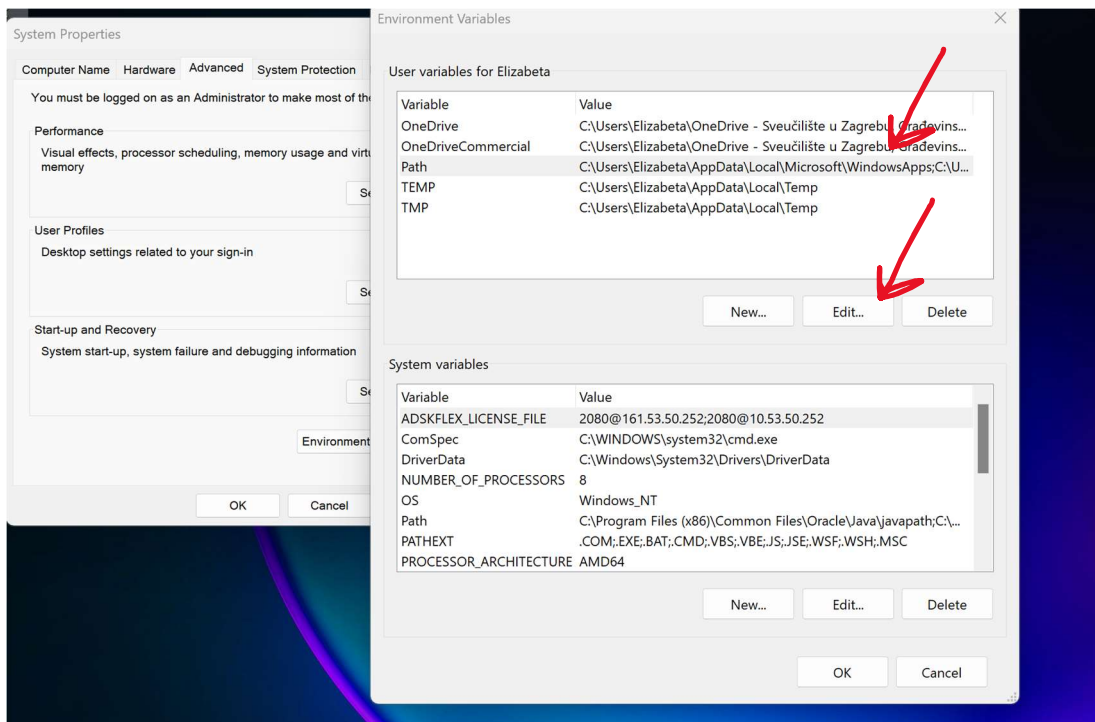 System Properties
Computer Name Hardware Advanced System Protection
You must be logged on as an Administrator to make most of
Performance
Visual effects, processor scheduling, memory usage and
memory
User Profiles
Desktop settings related to your sign-in
Start-up and Recovery
System start-up, system failure and debugging information
Environment
OK Cancel
Environment Variables
User variables for Elizabeta
Variable Value
OneDrive C:\Users\Elizabeta\OneDrive - Sveučilište u Zagrebu, Građevins...
OneDriveCommercial C:\Users\Elizabeta\OneDrive - Sveučilište u Zagrebu, Građevins...
Path C:\Users\Elizabeta\AppData\Local\Microsoft\WindowsApps;C:\U...
TEMP C:\Users\Elizabeta\AppData\Local\Temp
TMP C:\Users\Elizabeta\AppData\Local\Temp
New... Edit... Delete
System variables
Variable Value
ADSKFLEX_LICENSE_FILE 2080@161.53.50.252;2080@10.53.50.252
ComSpec C:\WINDOWS\system32\cmd.exe
DriverData C:\Windows\System32\Drivers\DriverData
NUMBER_OF_PROCESSORS 8
OS Windows_NT
Path C:\Program Files (x86)\Common Files\Oracle\Java\javapath;C:\...
PATHEXT .COM;.EXE;.BAT;.CMD;.VBS;.VBE;.JS;.JSE;.WSF;.WSH;.MSC
PROCESSOR_ARCHITECTURE AMD64
New... Edit... Delete
OK Cancel